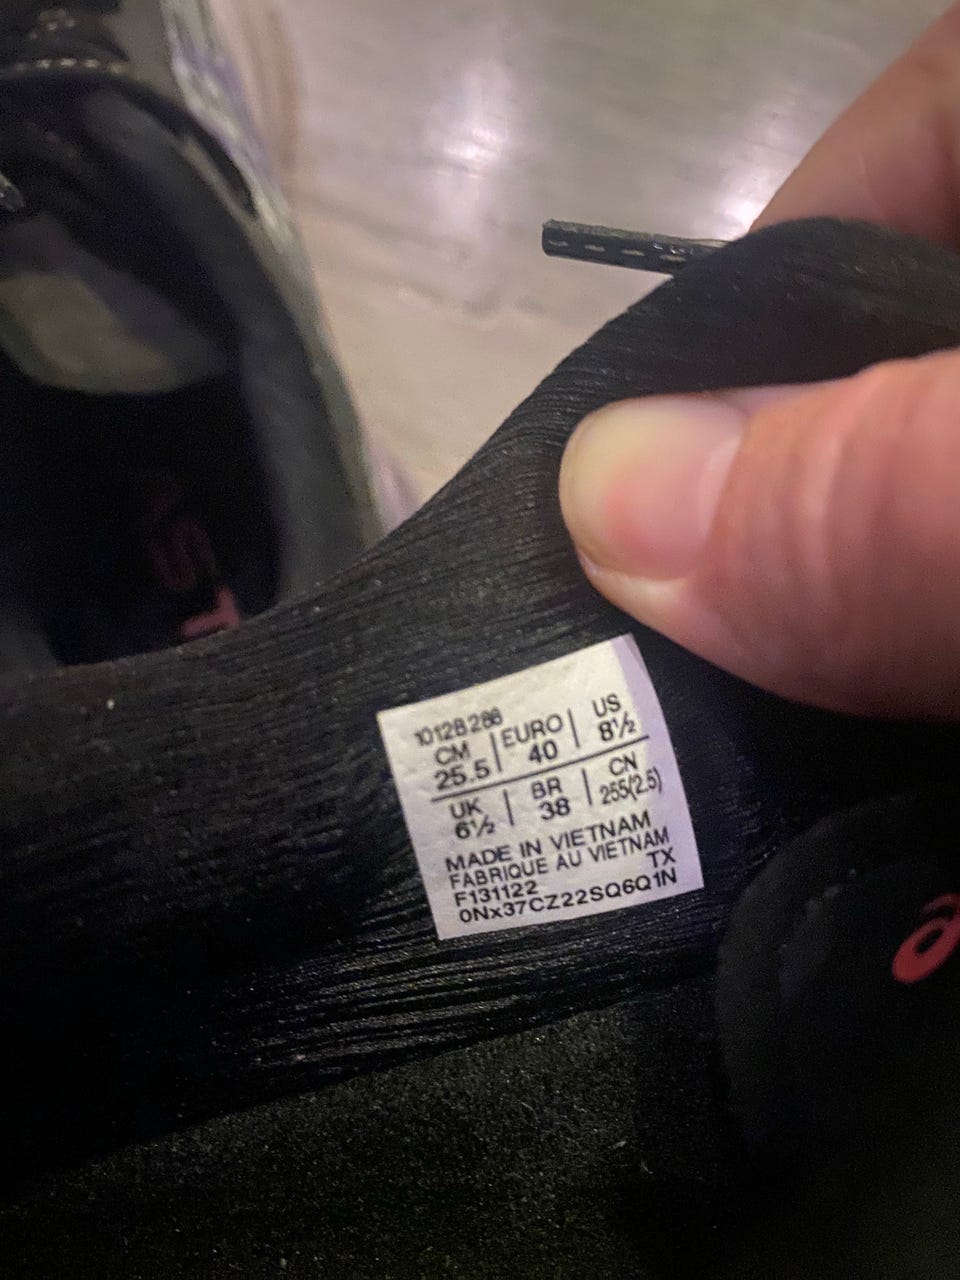 1012B288
CM EURO US
25.5 40 8½
UK BR CN
6½ 38 255(2.5)
MADE IN VIETNAM
FABRIQUE AU VIETNAM
F131122 TX
0Nx37CZ22SQ6Q1N